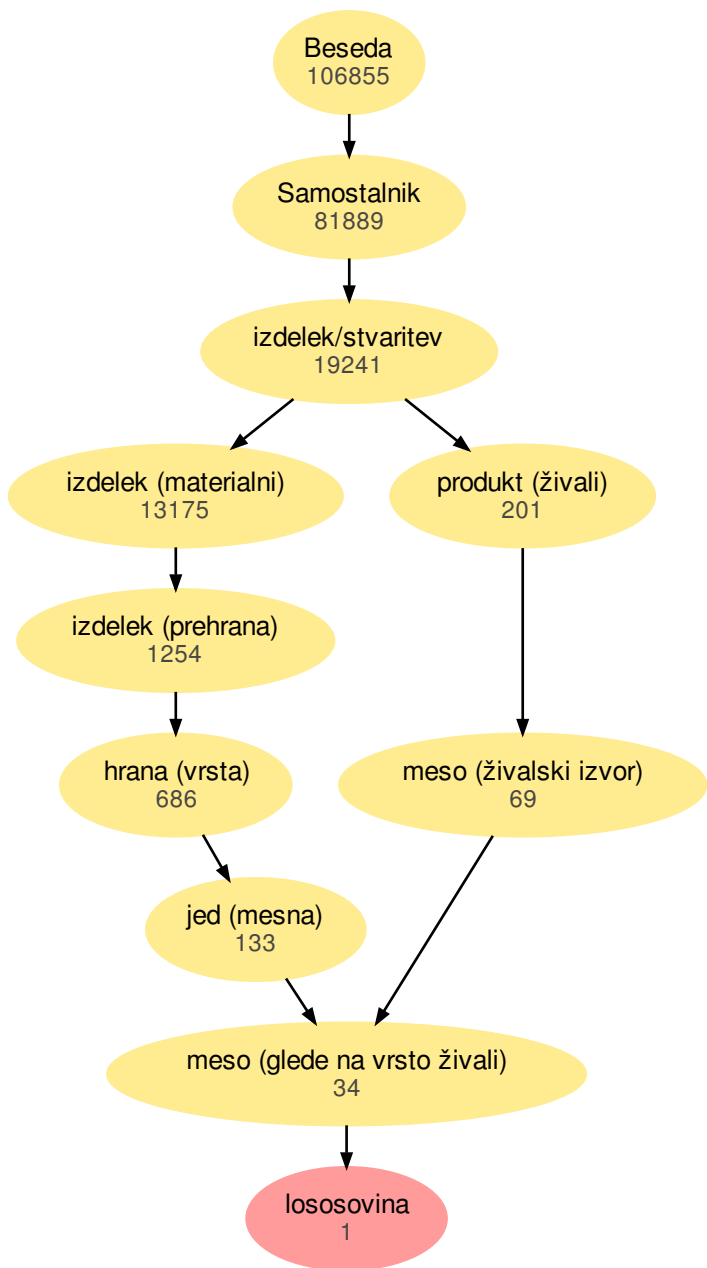 Beseda
106855
Samostalnik
81889
izdelek/stvaritev
19241
izdelek (materialni)
13175
produkt (živali)
201
izdelek (prehrana)
1254
hrana (vrsta)
686
meso (živalski izvor)
69
jed (mesna)
133
meso (glede na vrsto živali)
34
lososovina
1